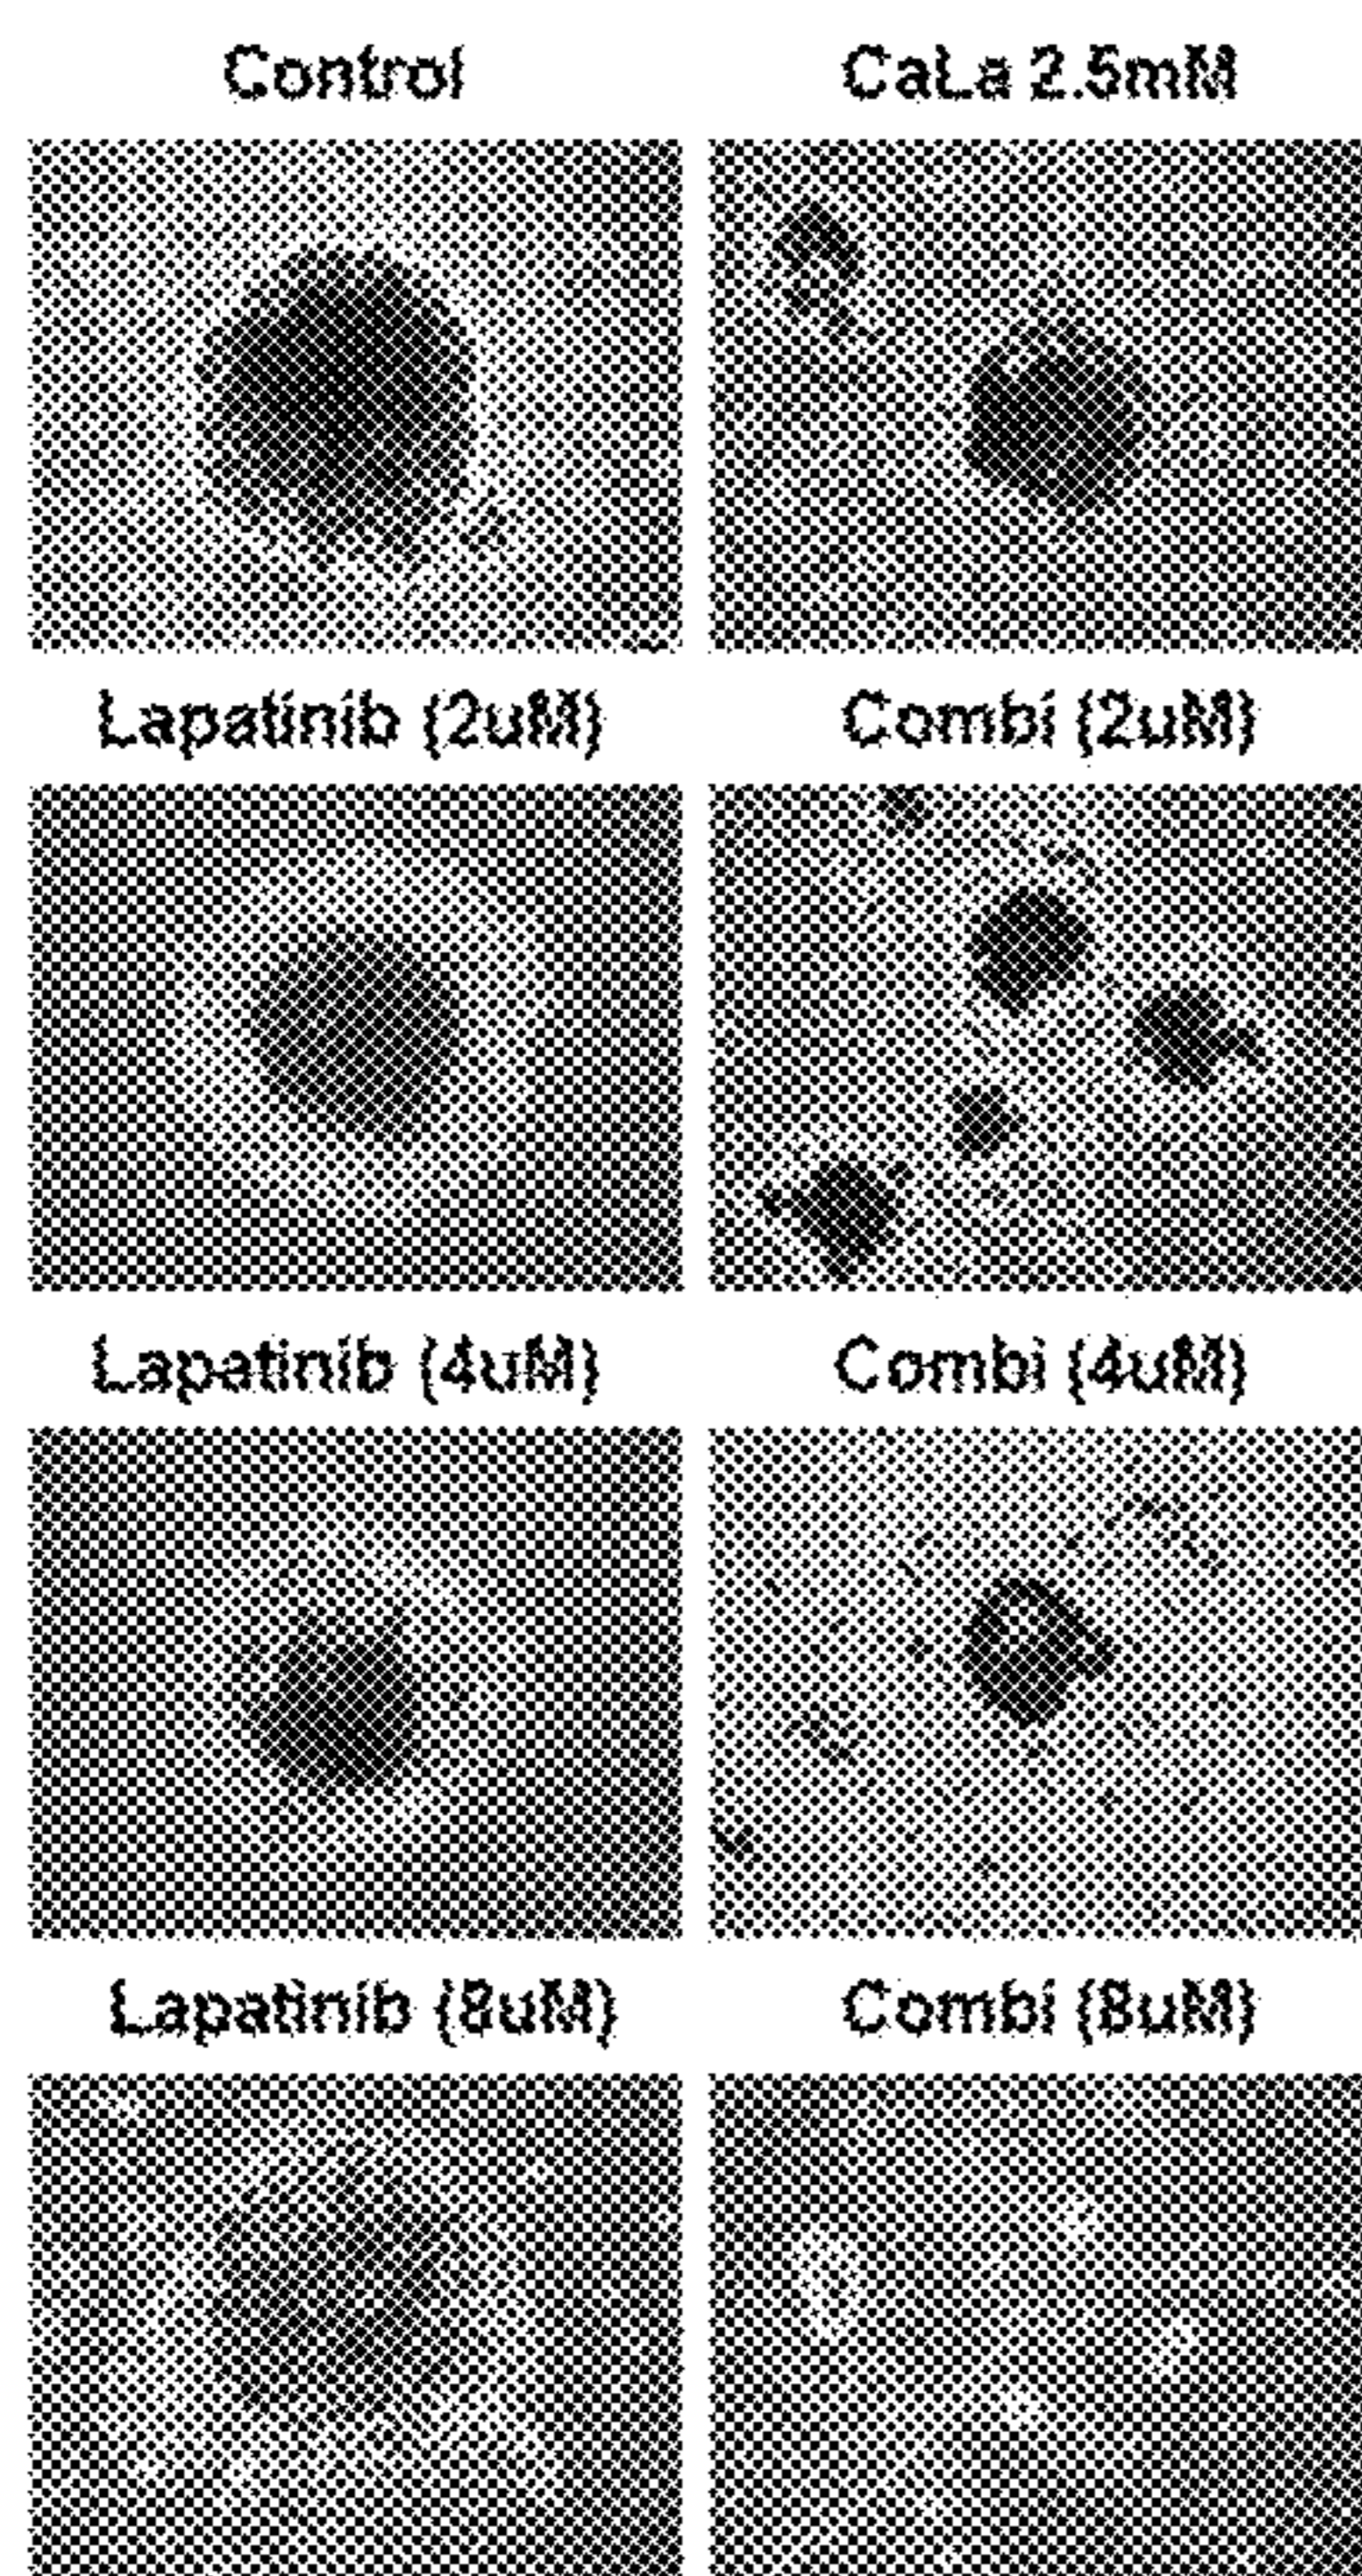 Control
CaLa 2.5mM
Lapatinib (2uM)
Combi (2uM)
Lapatinib (4uM)
Combi (4uM)
Lapatinib (8uM)
Combi (8uM)